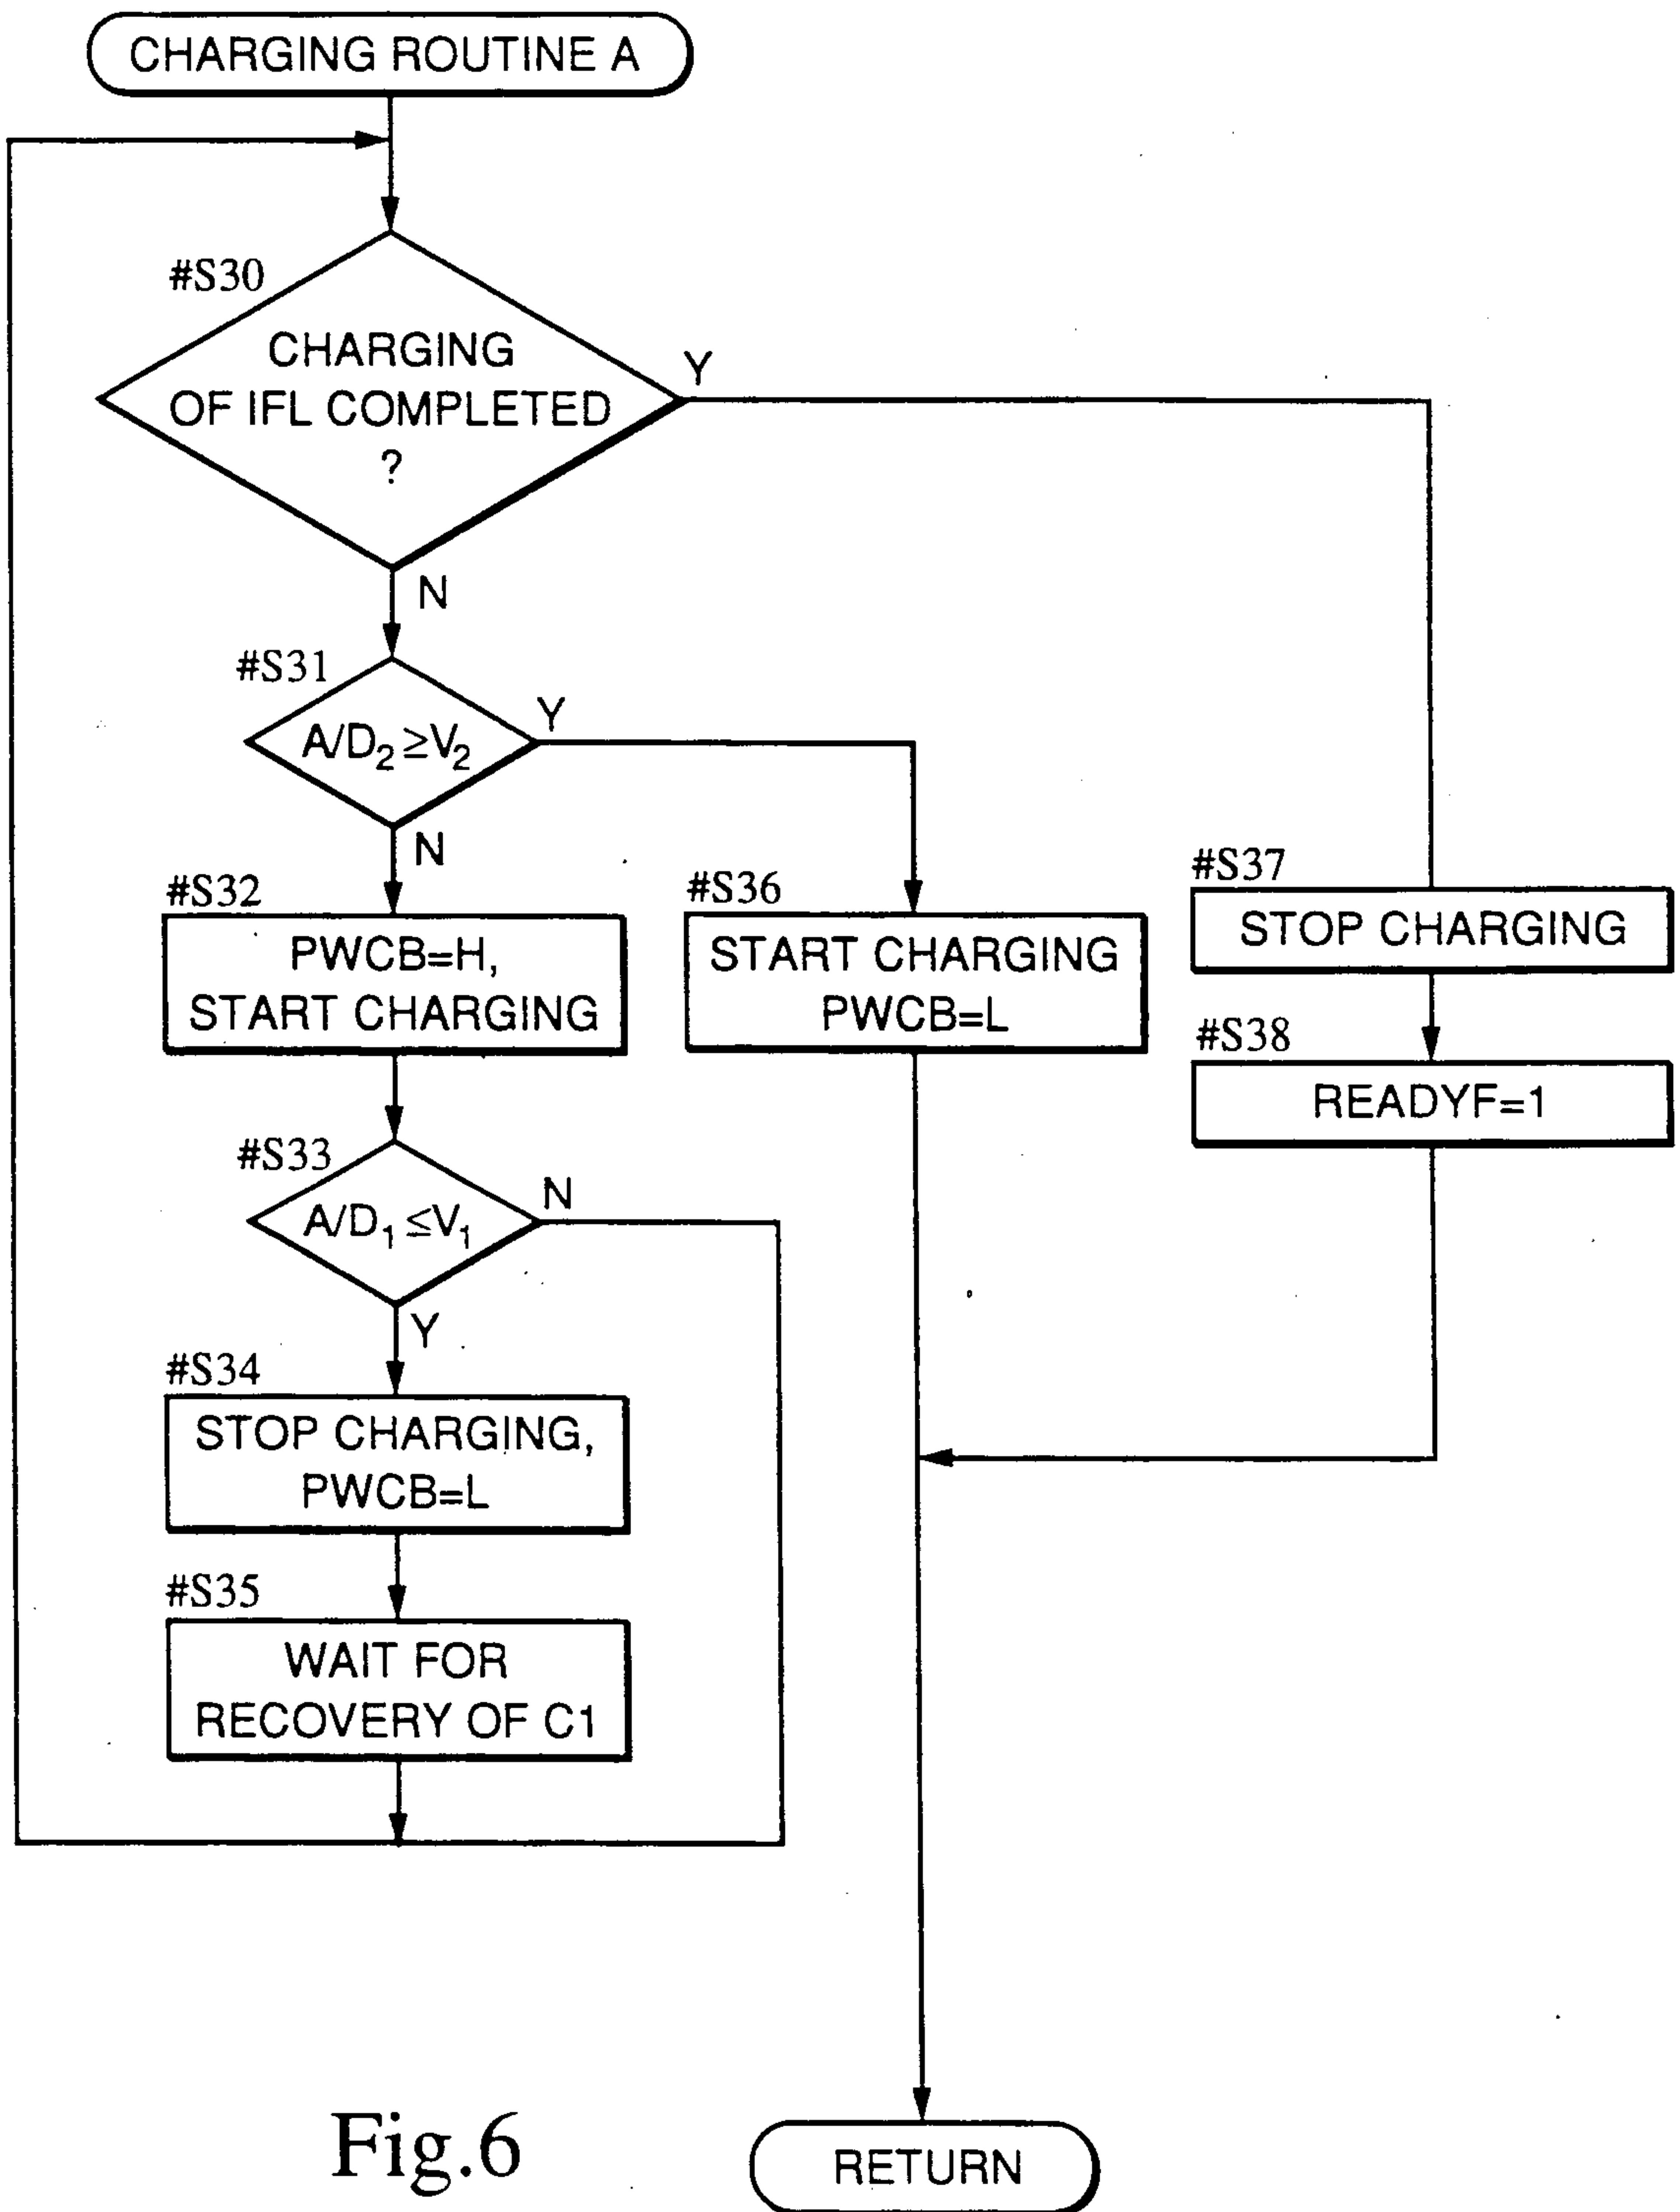 CHARGING ROUTINE A
#S30
CHARGING
OF IFL COMPLETED
?
Y
N
#S31
A/D₂ ≥V₂
Y
N
#S32
PWCB=H,
START CHARGING
#S36
START CHARGING
PWCB=L
#S37
STOP CHARGING
#S38
READYF=1
#S33
A/D₁ ≤V₁
N
Y
#S34
STOP CHARGING,
PWCB=L
#S35
WAIT FOR
RECOVERY OF C1
RETURN
Fig.6